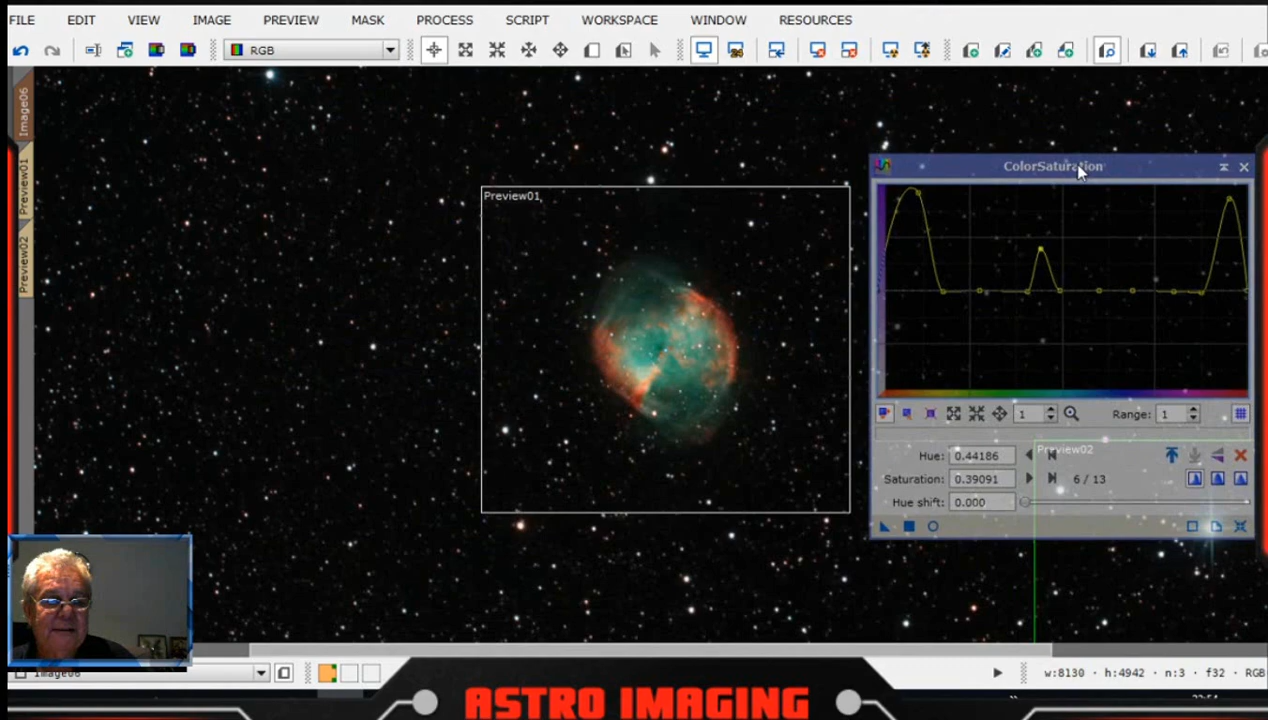 FILE EDIT VIEW IMAGE PREVIEW MASK PROCESS SCRIPT WORKSPACE WINDOW RESOURCES
RGB
Image06
Preview01
Preview02
Preview01
ColorSaturation
1
Range: 1
Hue: 0.44186
Preview02
Saturation: 0.39091
6 / 13
Hue shift: 0.000
Image06
w:8130 · h:4942 · n:3 · f32 · RGB
ASTRO IMAGING